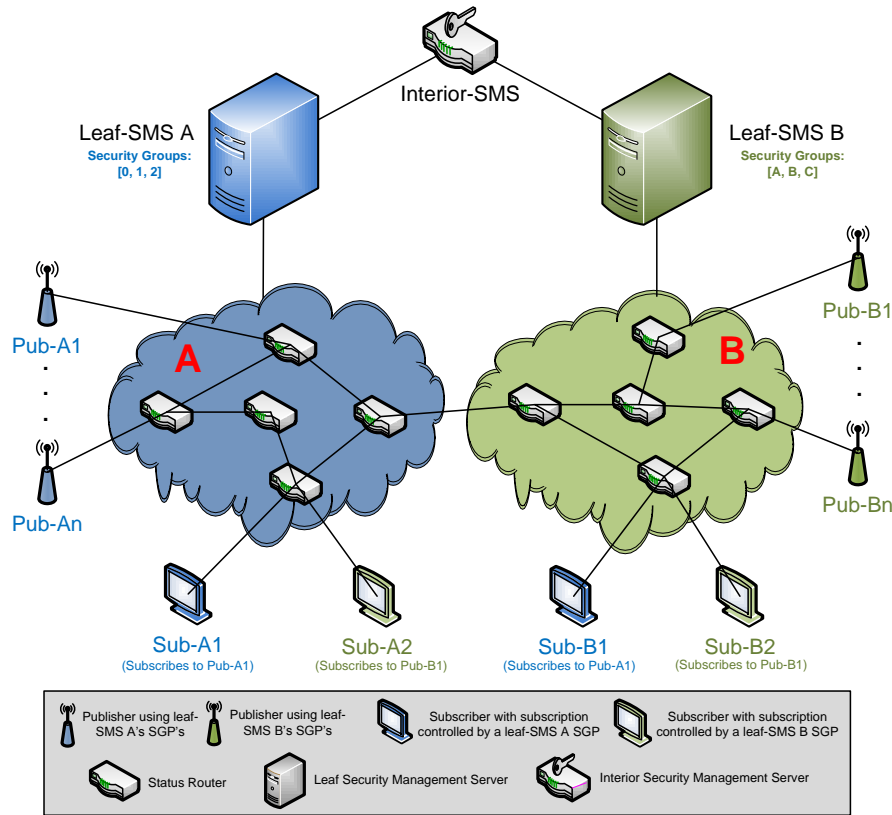 Interior-SMS
Leaf-SMS A
Security Groups:
[0, 1, 2]
Leaf-SMS B
Security Groups:
[A, B, C]
Pub-A1
.
.
.
Pub-An
A
B
Pub-B1
.
.
.
Pub-Bn
Sub-A1
(Subscribes to Pub-A1)
Sub-A2
(Subscribes to Pub-B1)
Sub-B1
(Subscribes to Pub-A1)
Sub-B2
(Subscribes to Pub-B1)
Publisher using leaf-
SMS A's SGP's
Publisher using leaf-
SMS B's SGP's
Subscriber with subscription
controlled by a leaf-SMS A SGP
Subscriber with subscription
controlled by a leaf-SMS B SGP
Status Router
Leaf Security Management Server
Interior Security Management Server